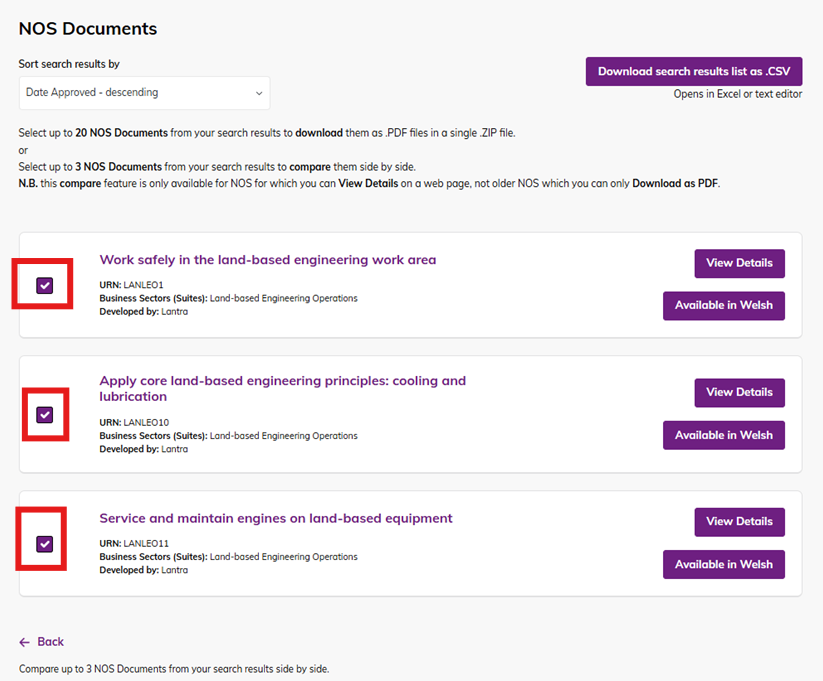 NOS Documents
Sort search results by
Date Approved - descending
Download search results list as .CSV
Opens in Excel or text editor
Select up to 20 NOS Documents from your search results to download them as .PDF files in a single .ZIP file.
or
Select up to 3 NOS Documents from your search results to compare them side by side.
N.B. this compare feature is only available for NOS for which you can View Details on a web page, not older NOS which you can only Download as PDF.
Work safely in the land-based engineering work area
URN: LANLEO1
Business Sectors (Suites): Land-based Engineering Operations
Developed by: Lantra
View Details
Available in Welsh
Apply core land-based engineering principles: cooling and
lubrication
URN: LANLEO10
Business Sectors (Suites): Land-based Engineering Operations
Developed by: Lantra
View Details
Available in Welsh
Service and maintain engines on land-based equipment
URN: LANLEO11
Business Sectors (Suites): Land-based Engineering Operations
Developed by: Lantra
View Details
Available in Welsh
← Back
Compare up to 3 NOS Documents from your search results side by side.